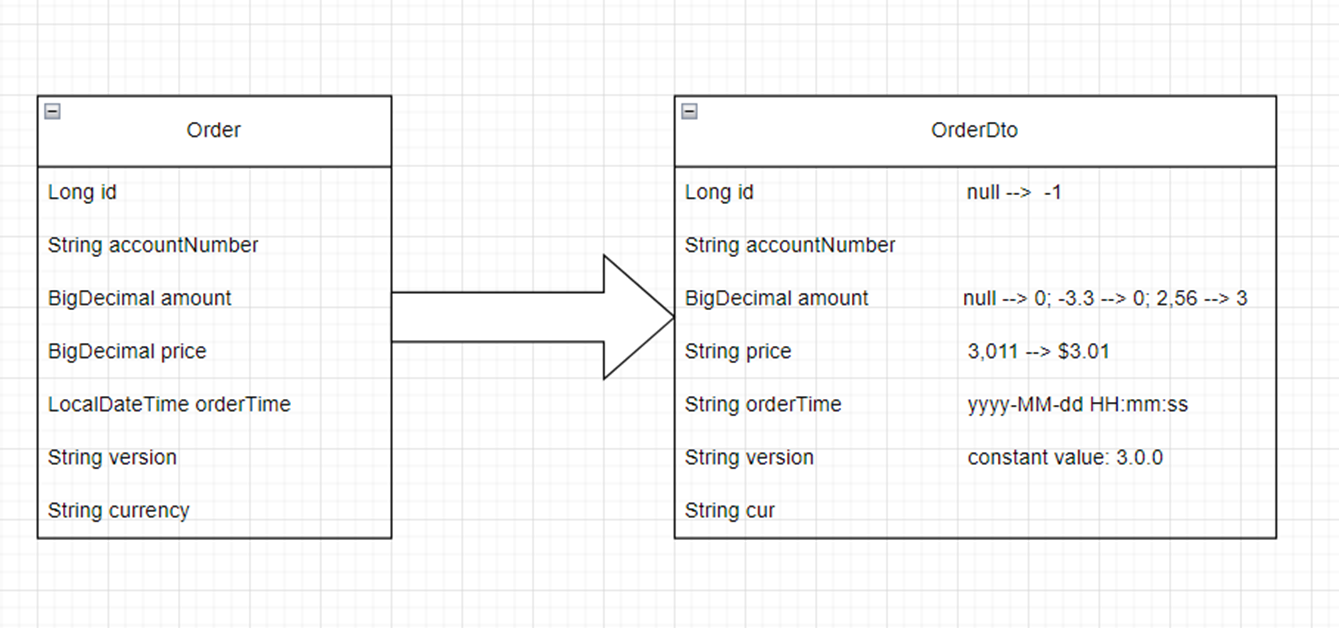 Order
Long id
String accountNumber
BigDecimal amount
BigDecimal price
LocalDateTime orderTime
String version
String currency
OrderDto
Long id null --> -1
String accountNumber
BigDecimal amount null --> 0; -3.3 --> 0; 2,56 --> 3
String price 3,011 --> $3.01
String orderTime yyyy-MM-dd HH:mm:ss
String version constant value: 3.0.0
String cur